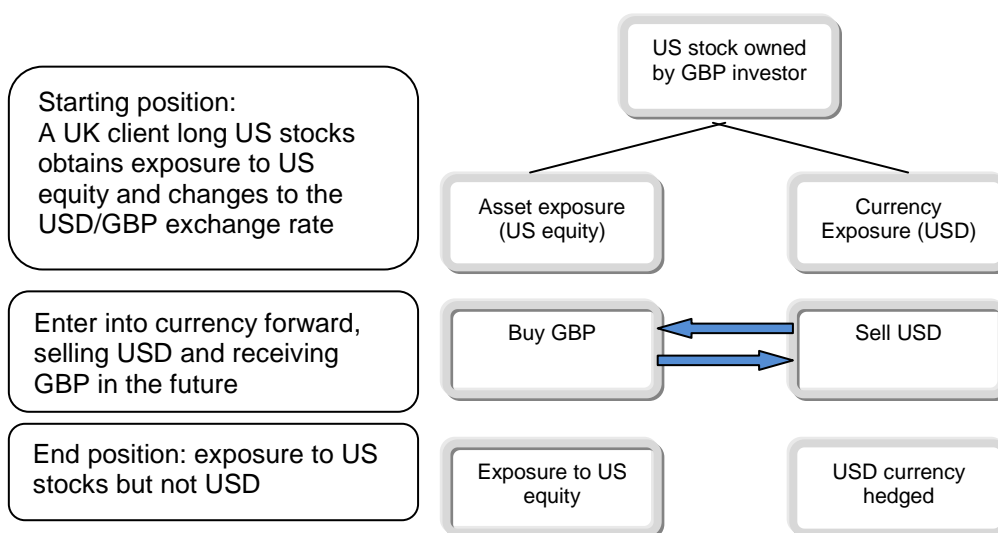 US stock owned
by GBP investor
Starting position:
A UK client long US stocks
obtains exposure to US
equity and changes to the
USD/GBP exchange rate
Asset exposure
(US equity)
Currency
Exposure (USD)
Enter into currency forward,
selling USD and receiving
GBP in the future
Buy GBP
Sell USD
End position: exposure to US
stocks but not USD
Exposure to US
equity
USD currency
hedged